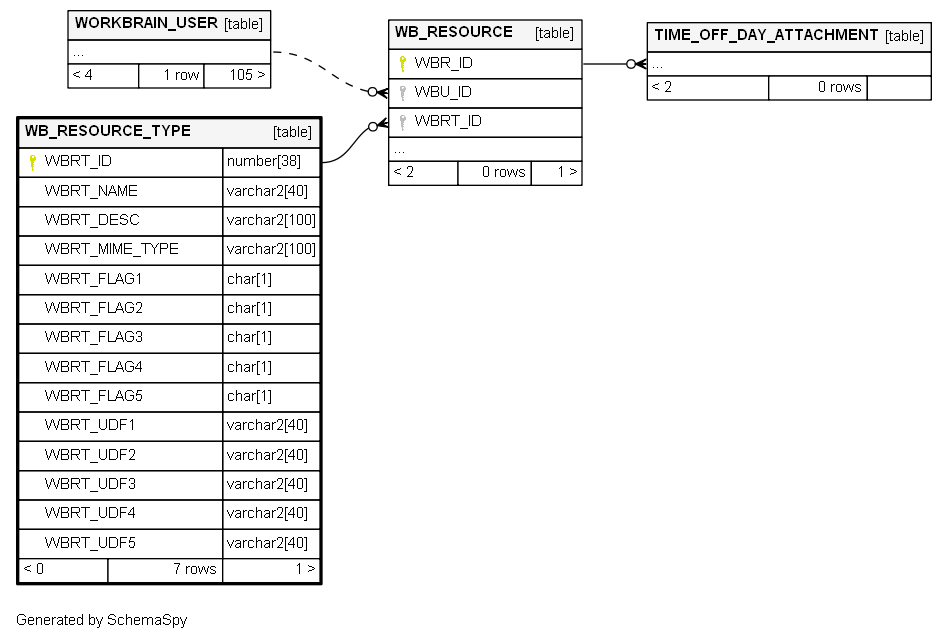 WORKBRAIN_USER [table]
...
< 4 1 row 105 >
WB_RESOURCE [table]
WBR_ID
WBU_ID
WBRT_ID
...
< 2 0 rows 1 >
TIME_OFF_DAY_ATTACHMENT [table]
...
< 2 0 rows
WB_RESOURCE_TYPE [table]
WBRT_ID number[38]
WBRT_NAME varchar2[40]
WBRT_DESC varchar2[100]
WBRT_MIME_TYPE varchar2[100]
WBRT_FLAG1 char[1]
WBRT_FLAG2 char[1]
WBRT_FLAG3 char[1]
WBRT_FLAG4 char[1]
WBRT_FLAG5 char[1]
WBRT_UDF1 varchar2[40]
WBRT_UDF2 varchar2[40]
WBRT_UDF3 varchar2[40]
WBRT_UDF4 varchar2[40]
WBRT_UDF5 varchar2[40]
< 0 7 rows 1 >
Generated by SchemaSpy